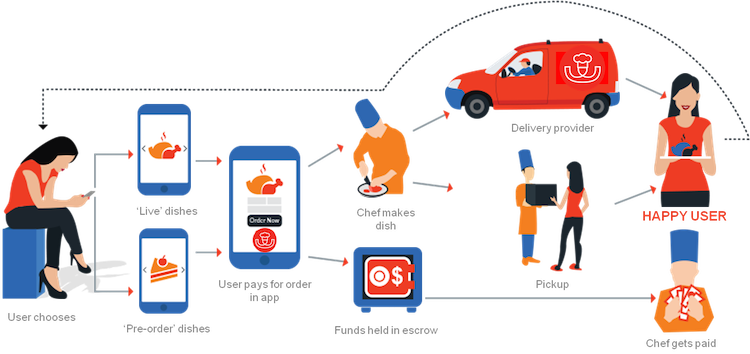 Delivery provider
'Live' dishes
Order Now
Chef makes
dish
HAPPY USER
User chooses
'Pre-order' dishes
User pays for order
in app
$
Funds held in escrow
Pickup
Chef gets paid